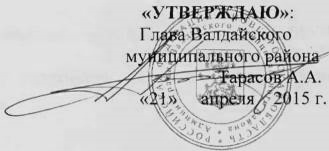 «УТВЕРЖДАЮ»:
Глава Валдайского
муниципального района
Тарасов А.А.
«21» апреля 2015 г.